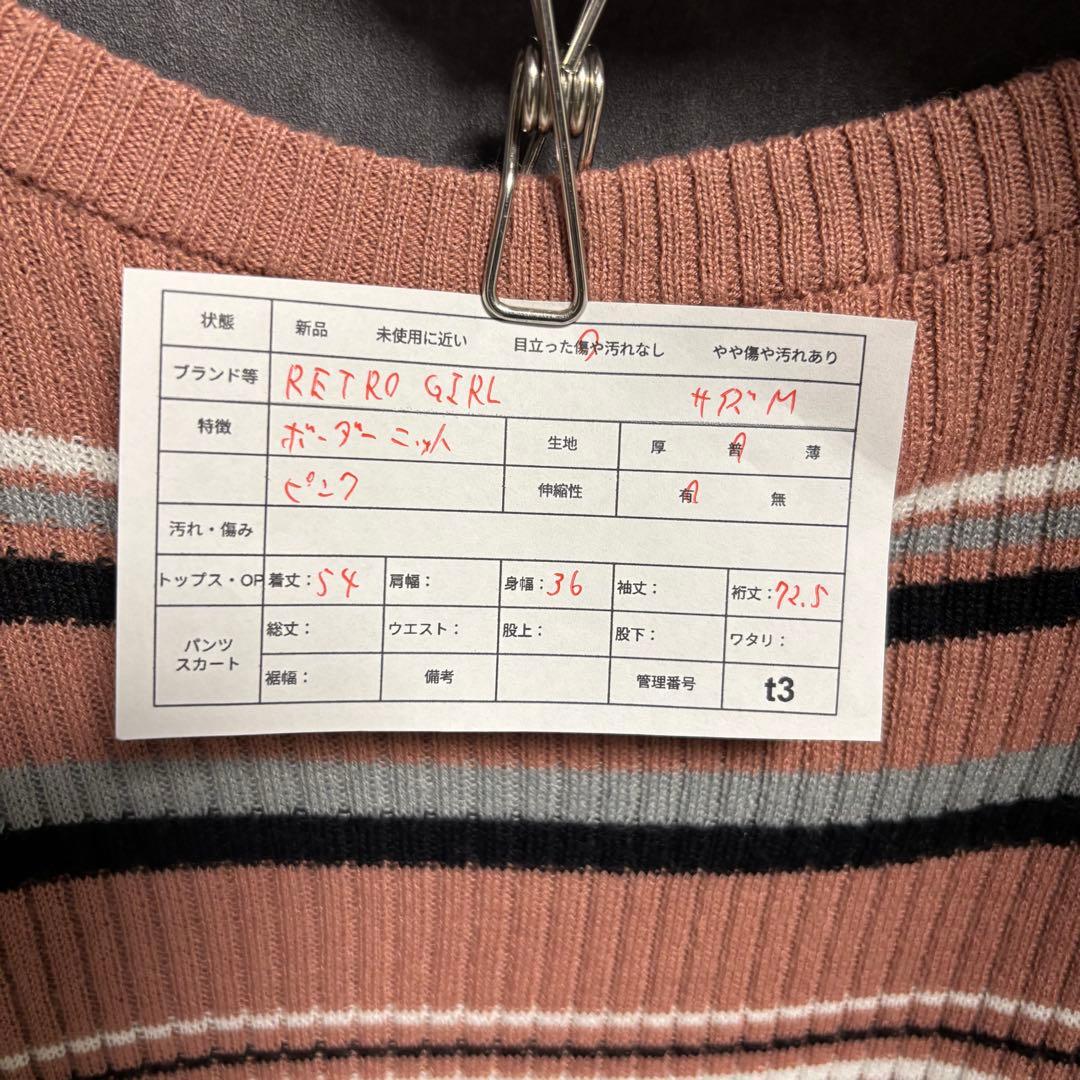 状態 新品 未使用に近い 目立った傷や汚れなし やや傷や汚れあり
ブランド等 RETRO GIRL サイズM
特徴 ボーダーニット 生地 厚 普 薄
ピンク 伸縮性 有 無
汚れ・傷み
トップス・OP 着丈：54 肩幅： 身幅：36 袖丈： 裄丈：72.5
パンツ スカート 総丈： ウエスト： 股上： 股下： ワタリ：
裾幅： 備考 管理番号 t3